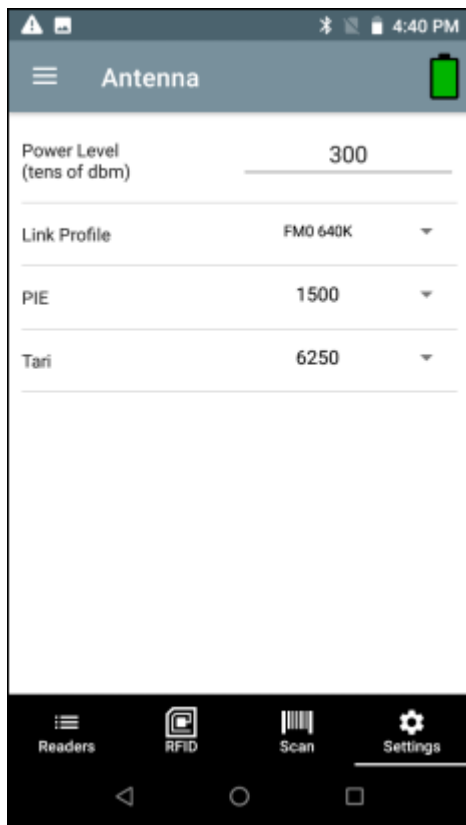 4:40 PM
Antenna
Power Level
(tens of dbm)
300
Link Profile
FM0 640K
PIE
1500
Tari
6250
Readers
RFID
Scan
Settings